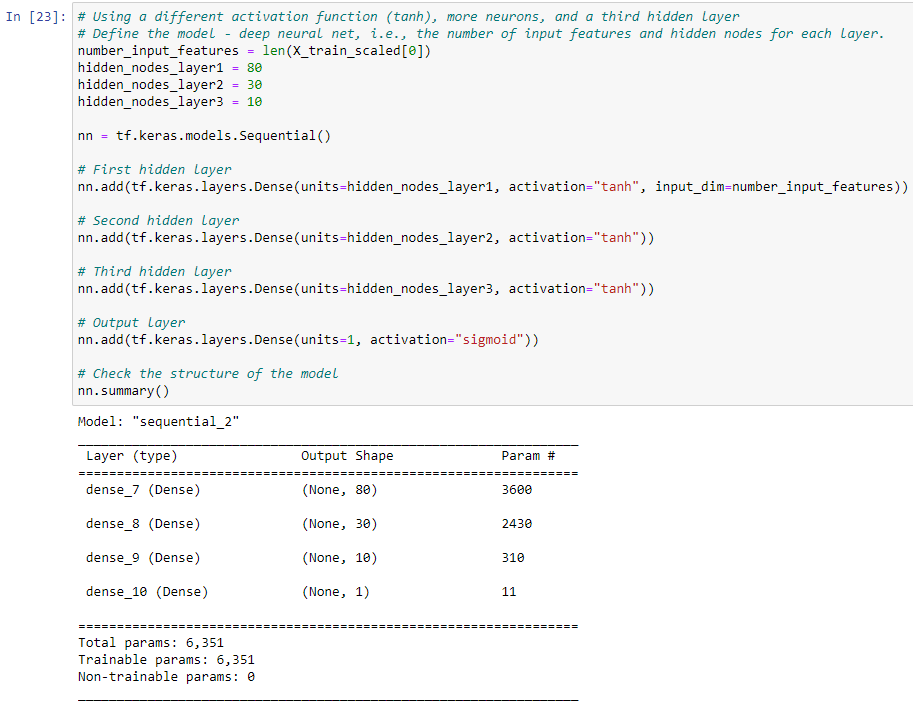 In [23]: # Using a different activation function (tanh), more neurons, and a third hidden layer
# Define the model - deep neural net, i.e., the number of input features and hidden nodes for each layer.
number_input_features = len(X_train_scaled[0])
hidden_nodes_layer1 = 80
hidden_nodes_layer2 = 30
hidden_nodes_layer3 = 10
nn = tf.keras.models.Sequential()
# First hidden layer
nn.add(tf.keras.layers.Dense(units=hidden_nodes_layer1, activation="tanh", input_dim=number_input_features))
# Second hidden layer
nn.add(tf.keras.layers.Dense(units=hidden_nodes_layer2, activation="tanh"))
# Third hidden layer
nn.add(tf.keras.layers.Dense(units=hidden_nodes_layer3, activation="tanh"))
# Output layer
nn.add(tf.keras.layers.Dense(units=1, activation="sigmoid"))
# Check the structure of the model
nn.summary()
Model: "sequential_2"
_________________________________________________________________
Layer (type) Output Shape Param #
=================================================================
dense_7 (Dense) (None, 80) 3600
dense_8 (Dense) (None, 30) 2430
dense_9 (Dense) (None, 10) 310
dense_10 (Dense) (None, 1) 11
=================================================================
Total params: 6,351
Trainable params: 6,351
Non-trainable params: 0
_________________________________________________________________